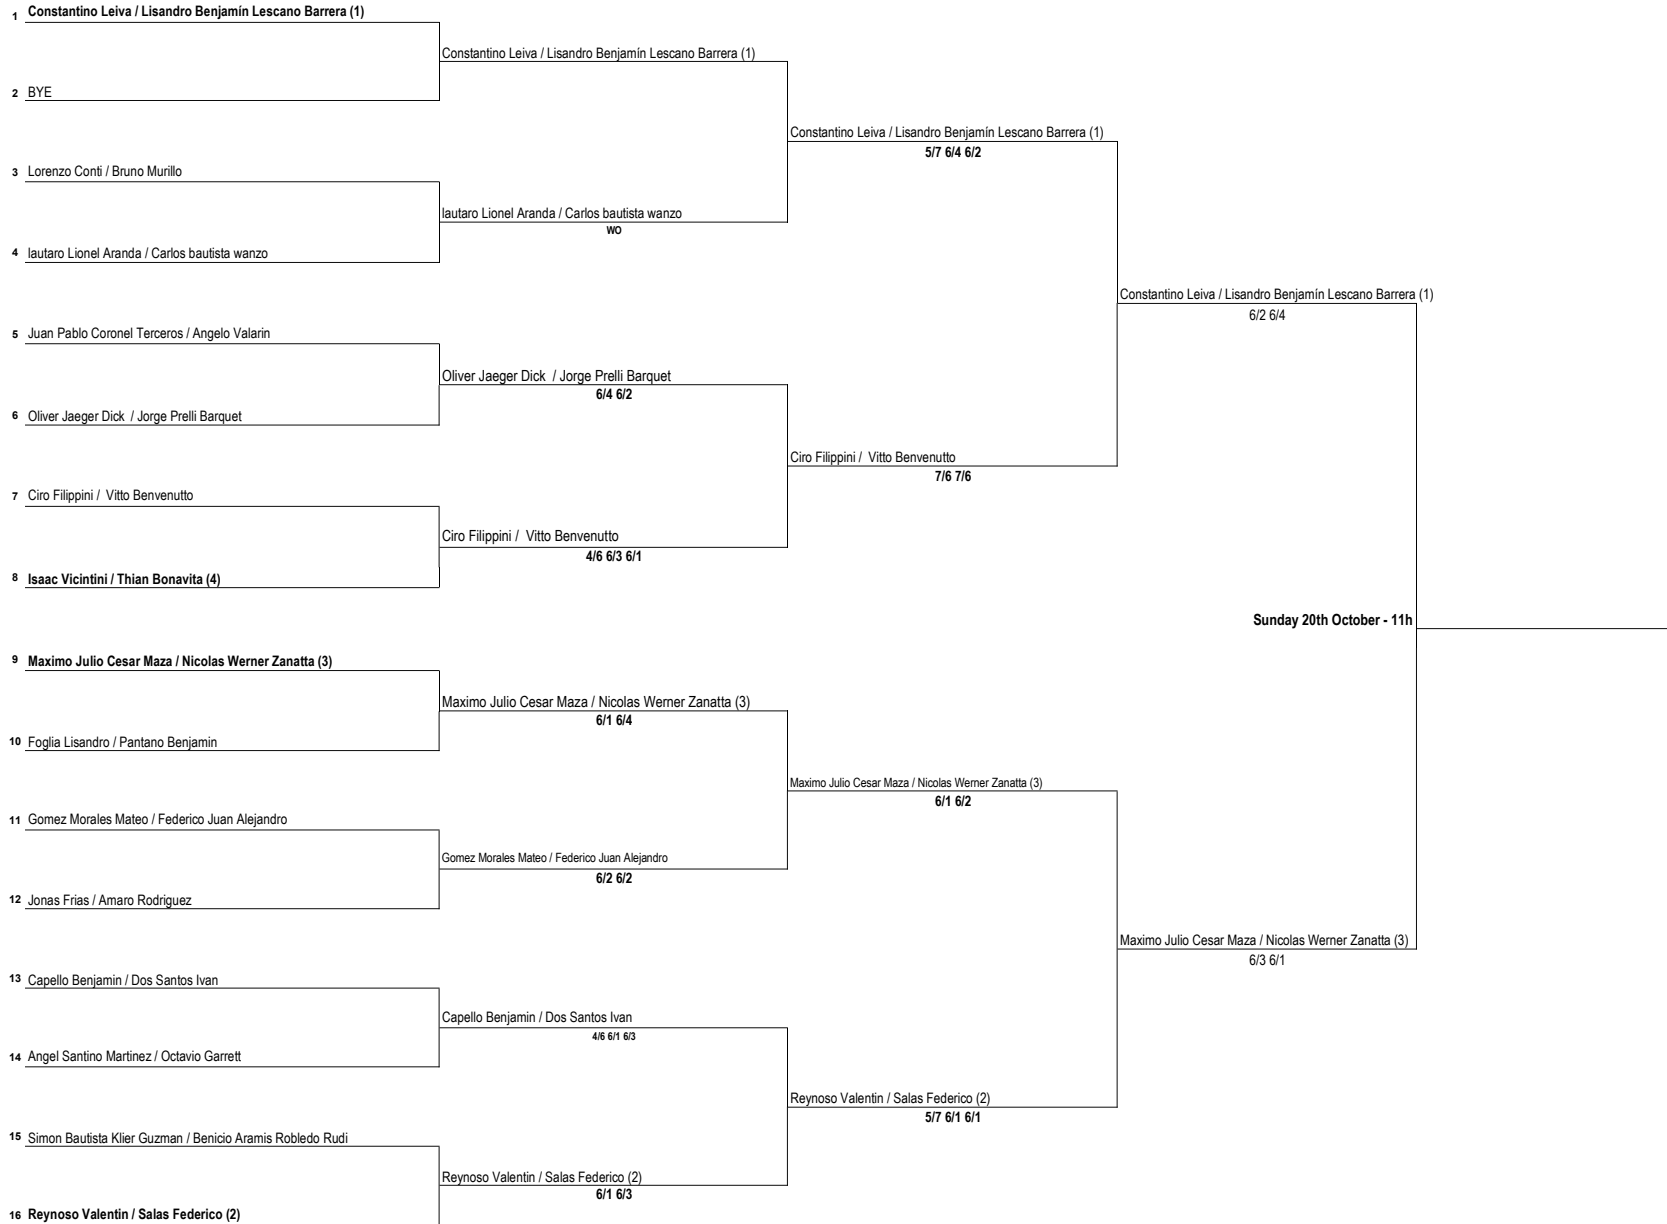 1 Constantino Leiva / Lisandro Benjamín Lescano Barrera (1)
Constantino Leiva / Lisandro Benjamín Lescano Barrera (1)
2 BYE
Constantino Leiva / Lisandro Benjamín Lescano Barrera (1)
5/7 6/4 6/2
3 Lorenzo Conti / Bruno Murillo
lautaro Lionel Aranda / Carlos bautista wanzo
WO
4 lautaro Lionel Aranda / Carlos bautista wanzo
Constantino Leiva / Lisandro Benjamín Lescano Barrera (1)
6/2 6/4
5 Juan Pablo Coronel Terceros / Angelo Valarin
Oliver Jaeger Dick / Jorge Prelli Barquet
6/4 6/2
6 Oliver Jaeger Dick / Jorge Prelli Barquet
Ciro Filippini / Vitto Benvenutto
7/6 7/6
7 Ciro Filippini / Vitto Benvenutto
Ciro Filippini / Vitto Benvenutto
4/6 6/3 6/1
8 Isaac Vicintini / Thian Bonavita (4)
Sunday 20th October - 11h
9 Maximo Julio Cesar Maza / Nicolas Werner Zanatta (3)
Maximo Julio Cesar Maza / Nicolas Werner Zanatta (3)
6/1 6/4
10 Foglia Lisandro / Pantano Benjamin
Maximo Julio Cesar Maza / Nicolas Werner Zanatta (3)
6/1 6/2
11 Gomez Morales Mateo / Federico Juan Alejandro
Gomez Morales Mateo / Federico Juan Alejandro
6/2 6/2
12 Jonas Frias / Amaro Rodriguez
Maximo Julio Cesar Maza / Nicolas Werner Zanatta (3)
6/3 6/1
13 Capello Benjamin / Dos Santos Ivan
Capello Benjamin / Dos Santos Ivan
4/6 6/1 6/3
14 Angel Santino Martinez / Octavio Garrett
Reynoso Valentin / Salas Federico (2)
5/7 6/1 6/1
15 Simon Bautista Klier Guzman / Benicio Aramis Robledo Rudi
Reynoso Valentin / Salas Federico (2)
6/1 6/3
16 Reynoso Valentin / Salas Federico (2)